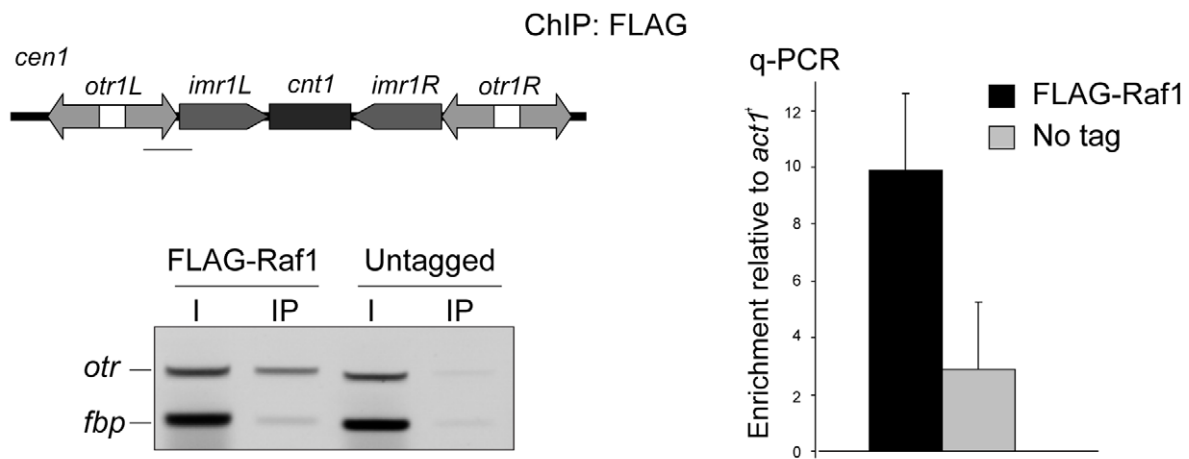 ChIP: FLAG
cen1
otr1L imr1L cnt1 imr1R otr1R
FLAG-Raf1 Untagged
I IP I IP
otr
fbp
q-PCR
FLAG-Raf1
No tag
Enrichment relative to act1⁺
12
10
8
6
4
2
0